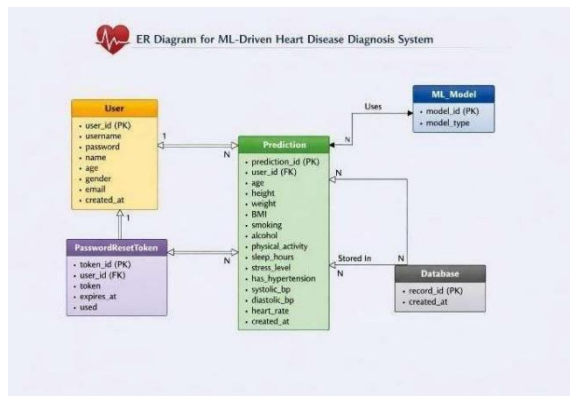 ER Diagram for ML-Driven Heart Disease Diagnosis System
User
• user_id (PK)
• username
• password
• name
• age
• gender
• email
• created_at
1
N
Prediction
• prediction_id (PK)
• user_id (FK)
• age
• height
• weight
• BMI
• smoking
• alcohol
• physical_activity
• sleep_hours
• stress_level
• has_hypertension
• systolic_bp
• diastolic_bp
• heart_rate
• created_at
Uses
N
ML_Model
• model_id (PK)
• model_type
1
PasswordResetToken
• token_id (PK)
• user_id (FK)
• token
• expires_at
• used
N
N
Stored In
N
N
Database
• record_id (PK)
• created_at